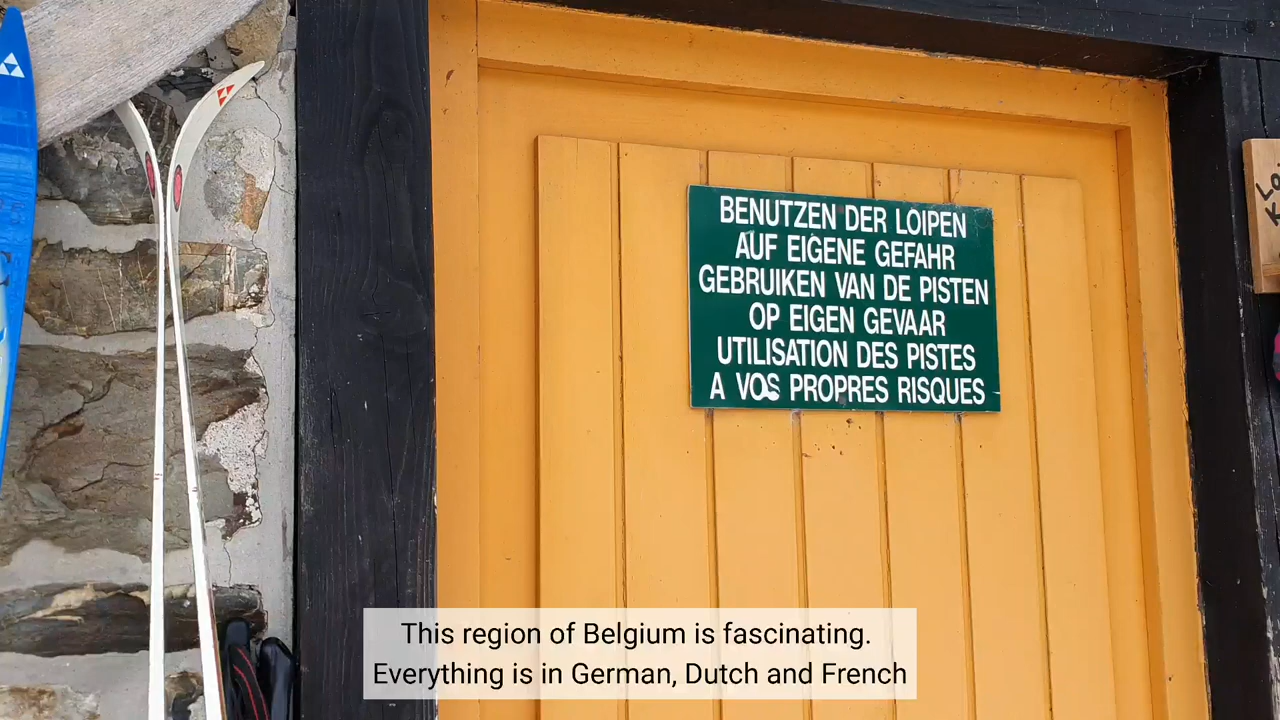 BENUTZEN DER LOIPEN
AUF EIGENE GEFAHR
GEBRUIKEN VAN DE PISTEN
OP EIGEN GEVAAR
UTILISATION DES PISTES
A VOS PROPRES RISQUES
This region of Belgium is fascinating.
Everything is in German, Dutch and French